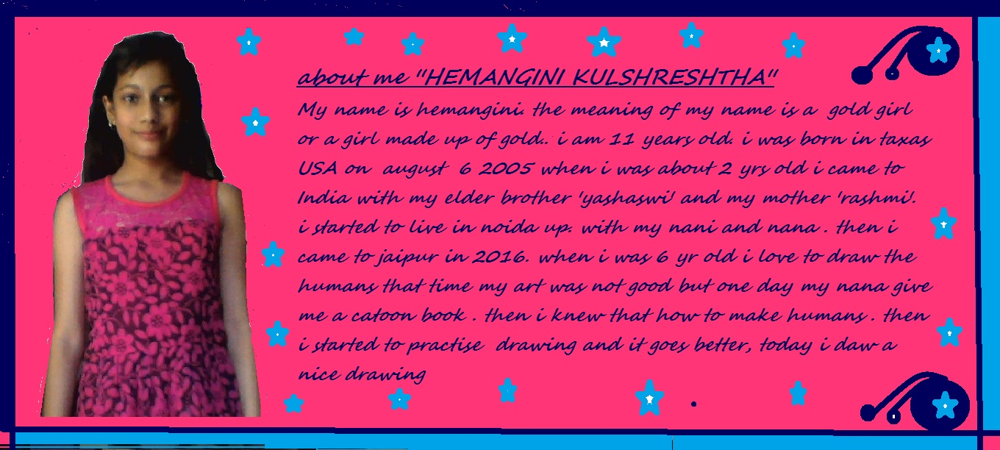 about me "HEMANGINI KULSHRESHTHA"
My name is hemangini. the meaning of my name is a gold girl
or a girl made up of gold.. i am 11 years old. i was born in taxas
USA on august 6 2005 when i was about 2 yrs old i came to
India with my elder brother 'yashaswi' and my mother 'rashmi'.
i started to live in noida up. with my nani and nana . then i
came to jaipur in 2016. when i was 6 yr old i love to draw the
humans that time my art was not good but one day my nana give
me a catoon book . then i knew that how to make humans . then
i started to practise drawing and it goes better, today i daw a
nice drawing